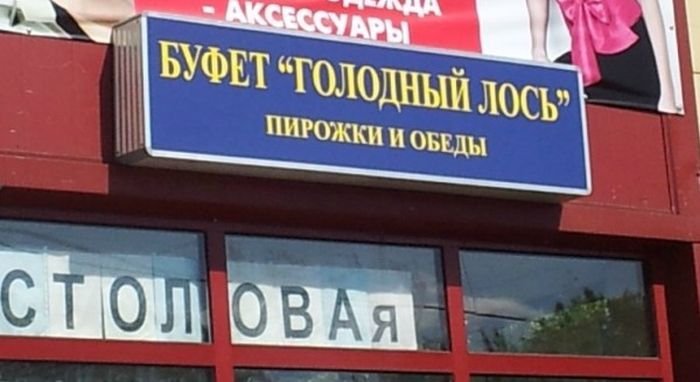 - АКСЕССУАРЫ
БУФЕТ “ГОЛОДНЫЙ ЛОСЬ”
ПИРОЖКИ И ОБЕДЫ
СТОЛОВАЯ